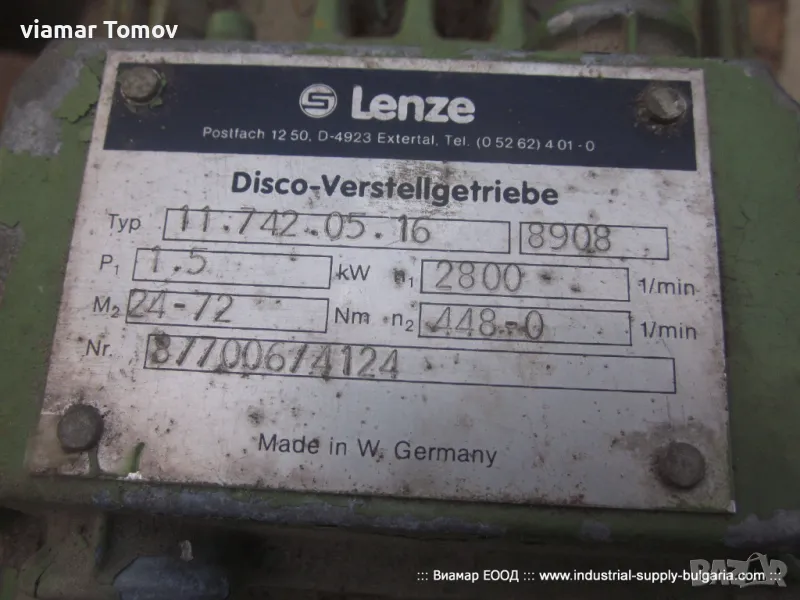 viamar Tomov
Lenze
Postfach 12 50, D-4923 Extertal, Tel. (0 52 62) 4 01 - 0
Disco-Verstellgetriebe
Typ 11.742.05.16 8908
P1 1.5 kW n1 2800 1/min
M2 24-72 Nm n2 448-0 1/min
Nr.
Made in W. Germany
::: Виамар ЕООД ::: www.industrial-supply-bulgaria.com :::
BAZAR